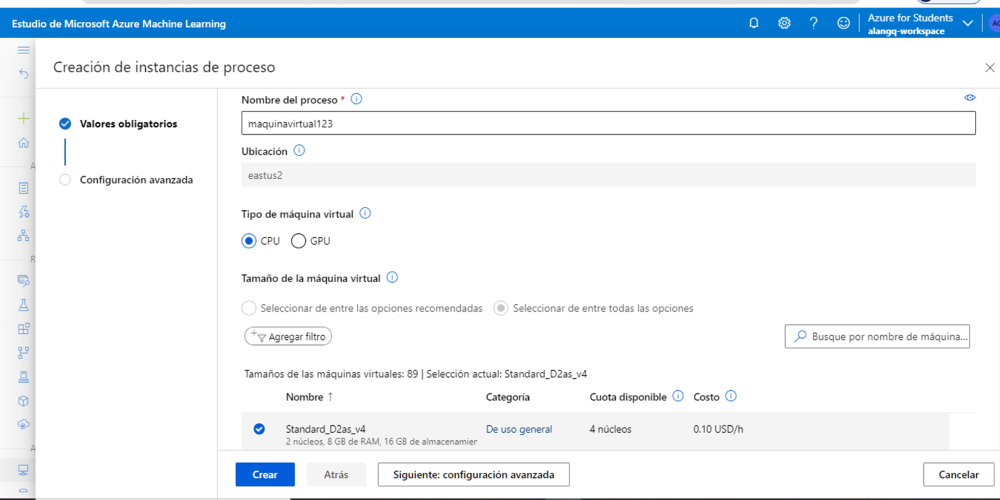 Estudio de Microsoft Azure Machine Learning
Azure for Students
alangq-workspace
Creación de instancias de proceso
Valores obligatorios
Configuración avanzada
Nombre del proceso *
maquinavirtual123
Ubicación
eastus2
Tipo de máquina virtual
CPU GPU
Tamaño de la máquina virtual
Seleccionar de entre las opciones recomendadas Seleccionar de entre todas las opciones
Agregar filtro
Busque por nombre de máquina...
Tamaños de las máquinas virtuales: 89 | Selección actual: Standard_D2as_v4
Nombre ↑ Categoría Cuota disponible Costo
Standard_D2as_v4 De uso general 4 núcleos 0.10 USD/h
2 núcleos, 8 GB de RAM, 16 GB de almacenamier
Crear Atrás Siguiente: configuración avanzada Cancelar